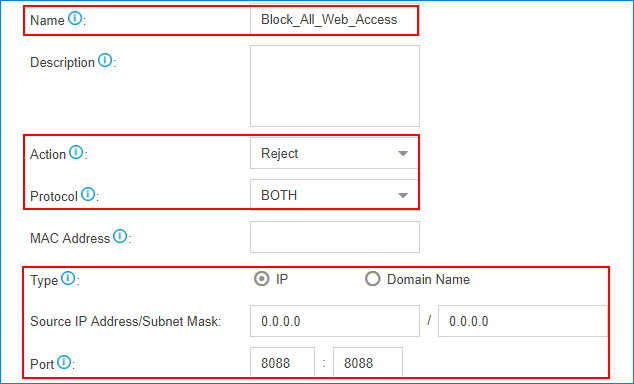 Name i: Block_All_Web_Access
Description i:
Action i: Reject
Protocol i: BOTH
MAC Address i:
Type i: IP Domain Name
Source IP Address/Subnet Mask: 0.0.0.0 / 0.0.0.0
Port i: 8088 : 8088